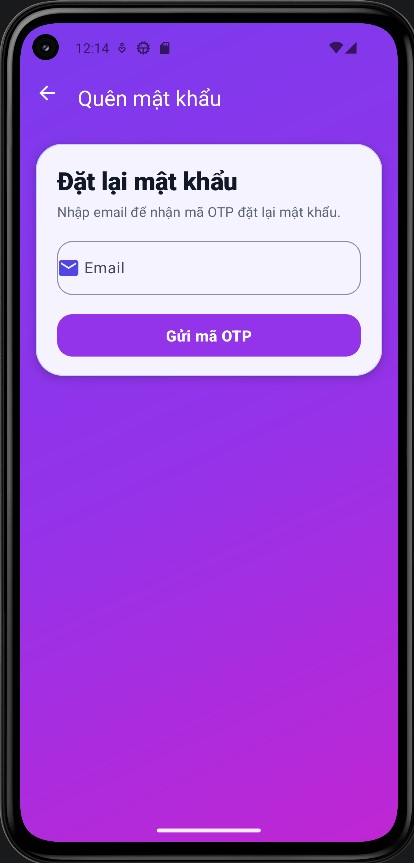 12:14
Quên mật khẩu
Đặt lại mật khẩu
Nhập email để nhận mã OTP đặt lại mật khẩu.
Email
Gửi mã OTP